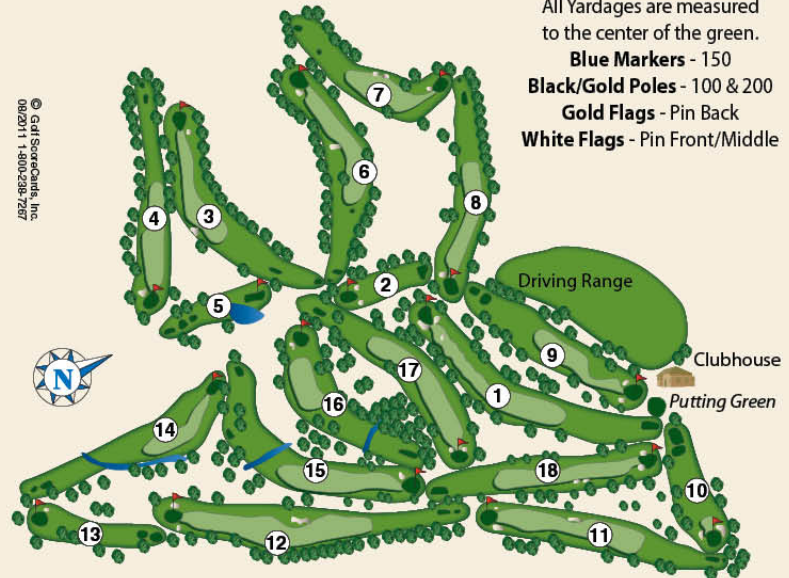 All Yardages are measured
to the center of the green.
Blue Markers - 150
Black/Gold Poles - 100 & 200
Gold Flags - Pin Back
White Flags - Pin Front/Middle
© Golf ScoreCards, Inc.
08/2011 1-800-238-7267
7
6
8
4
3
2
5
Driving Range
9
Clubhouse
17
1
Putting Green
16
N
14
15
18
10
13
12
11